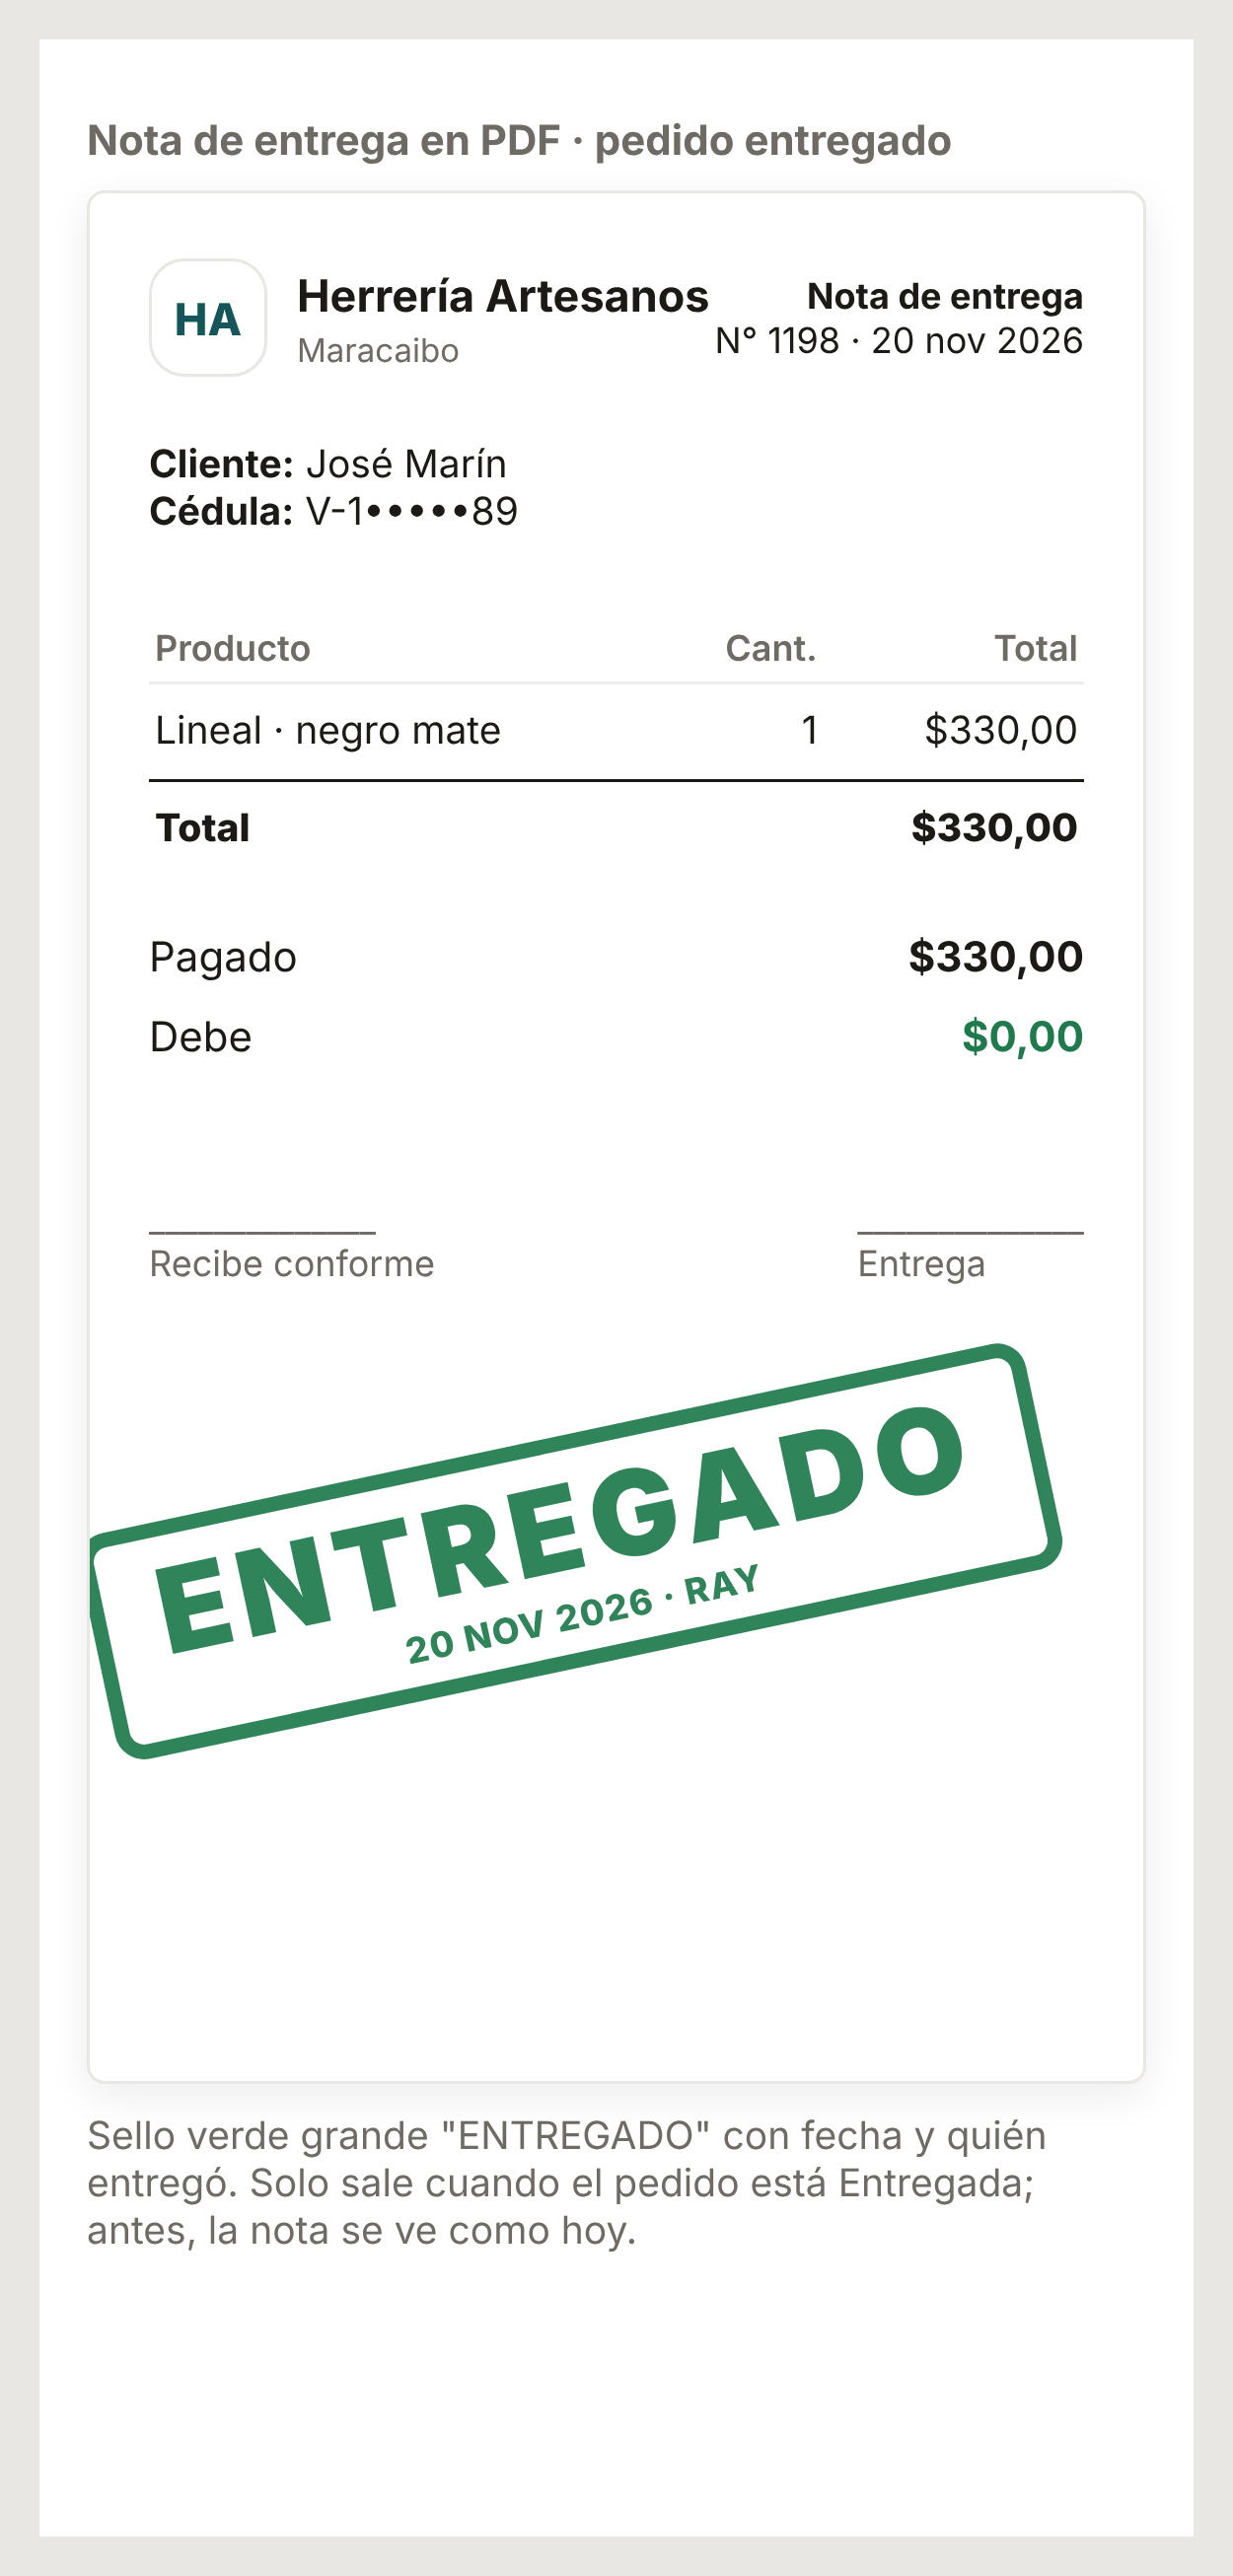 Nota de entrega en PDF · pedido entregado
HA
Herrería Artesanos
Maracaibo
Nota de entrega
N° 1198 · 20 nov 2026
Cliente: José Marín
Cédula: V-1•••••89
Producto Cant. Total
Lineal · negro mate 1 $330,00
Total $330,00
Pagado $330,00
Debe $0,00
Recibe conforme
Entrega
ENTREGADO
20 NOV 2026 · RAY
Sello verde grande "ENTREGADO" con fecha y quién
entregó. Solo sale cuando el pedido está Entregada;
antes, la nota se ve como hoy.